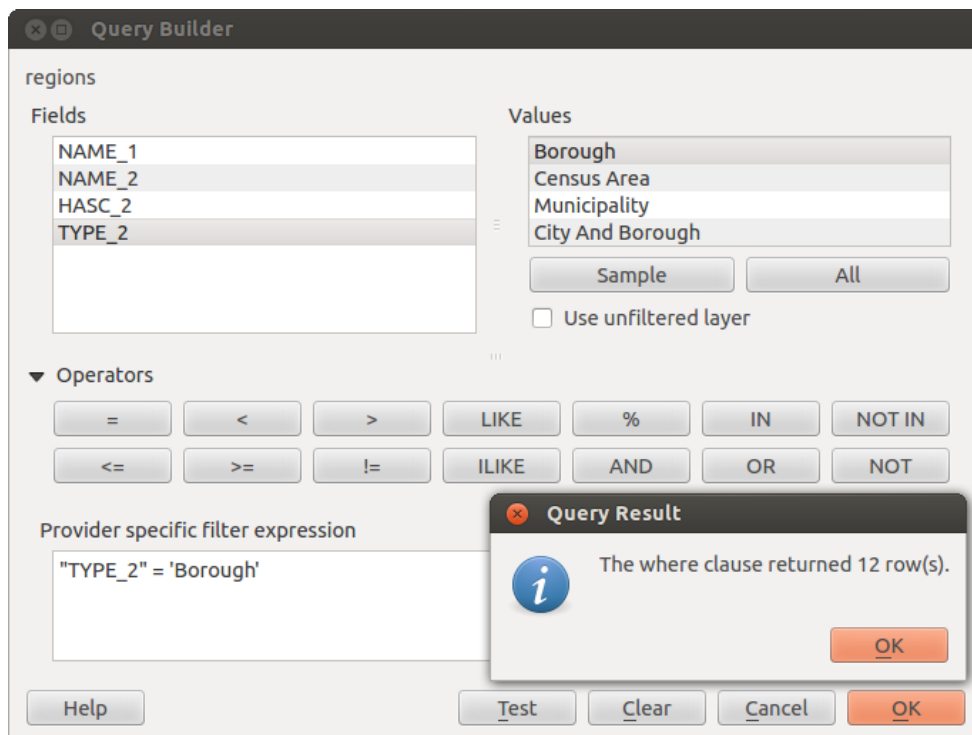 Query Builder
regions
Fields
Values
NAME_1
NAME_2
HASC_2
TYPE_2
Borough
Census Area
Municipality
City And Borough
Sample
All
Use unfiltered layer
Operators
= < > LIKE % IN NOT IN
<= >= != ILIKE AND OR NOT
Provider specific filter expression
"TYPE_2" = 'Borough'
Query Result
The where clause returned 12 row(s).
OK
Help Test Clear Cancel OK